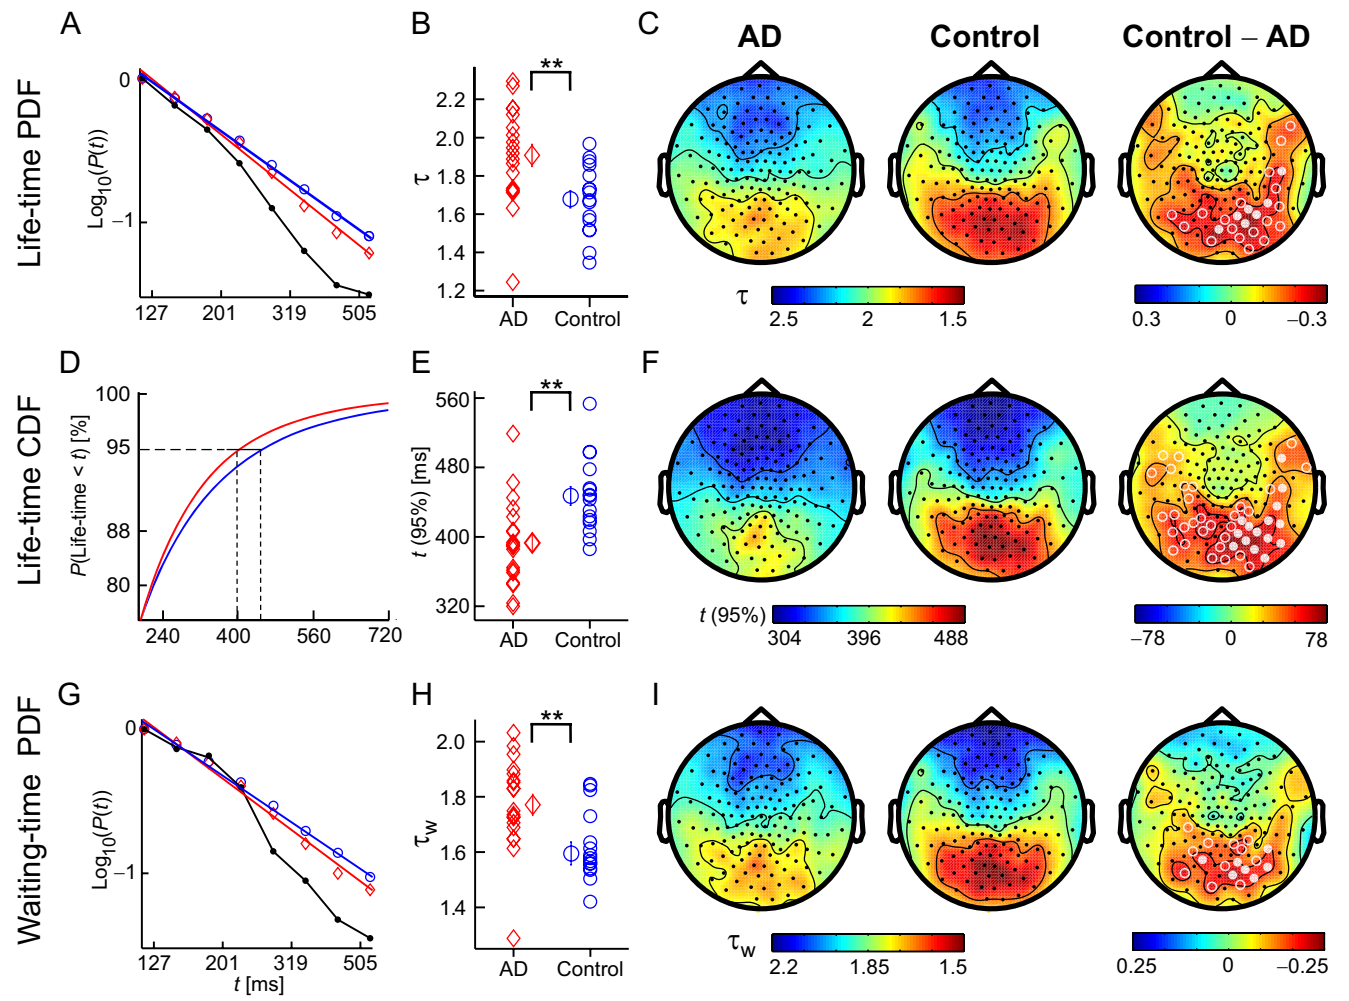 A
B
C
AD
Control
Control – AD
Life-time PDF
Log10(P(t))
0
−1
127
201
319
505
τ
2.2
2.0
1.8
1.6
1.4
1.2
**
AD
Control
τ
2.5
2
1.5
0.3
0
−0.3
D
E
F
Life-time CDF
P(Life-time < t) [%]
100
95
88
80
240
400
560
720
t (95%) [ms]
560
480
400
320
**
AD
Control
t (95%)
304
396
488
−78
0
78
G
H
I
Waiting-time PDF
Log10(P(t))
0
−1
127
201
319
505
t [ms]
τw
2.0
1.8
1.6
1.4
**
AD
Control
τw
2.2
1.85
1.5
0.25
0
−0.25